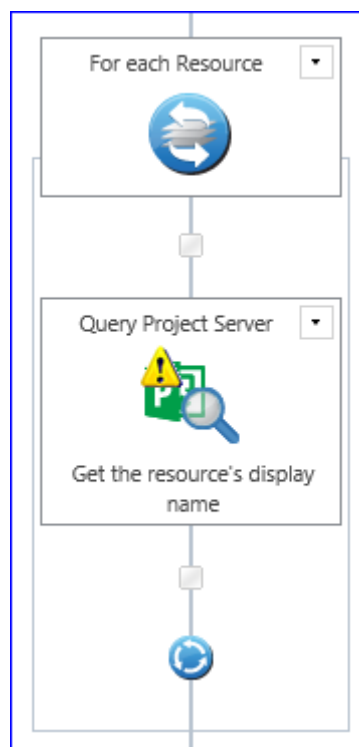 For each Resource
Query Project Server
Get the resource's display
name